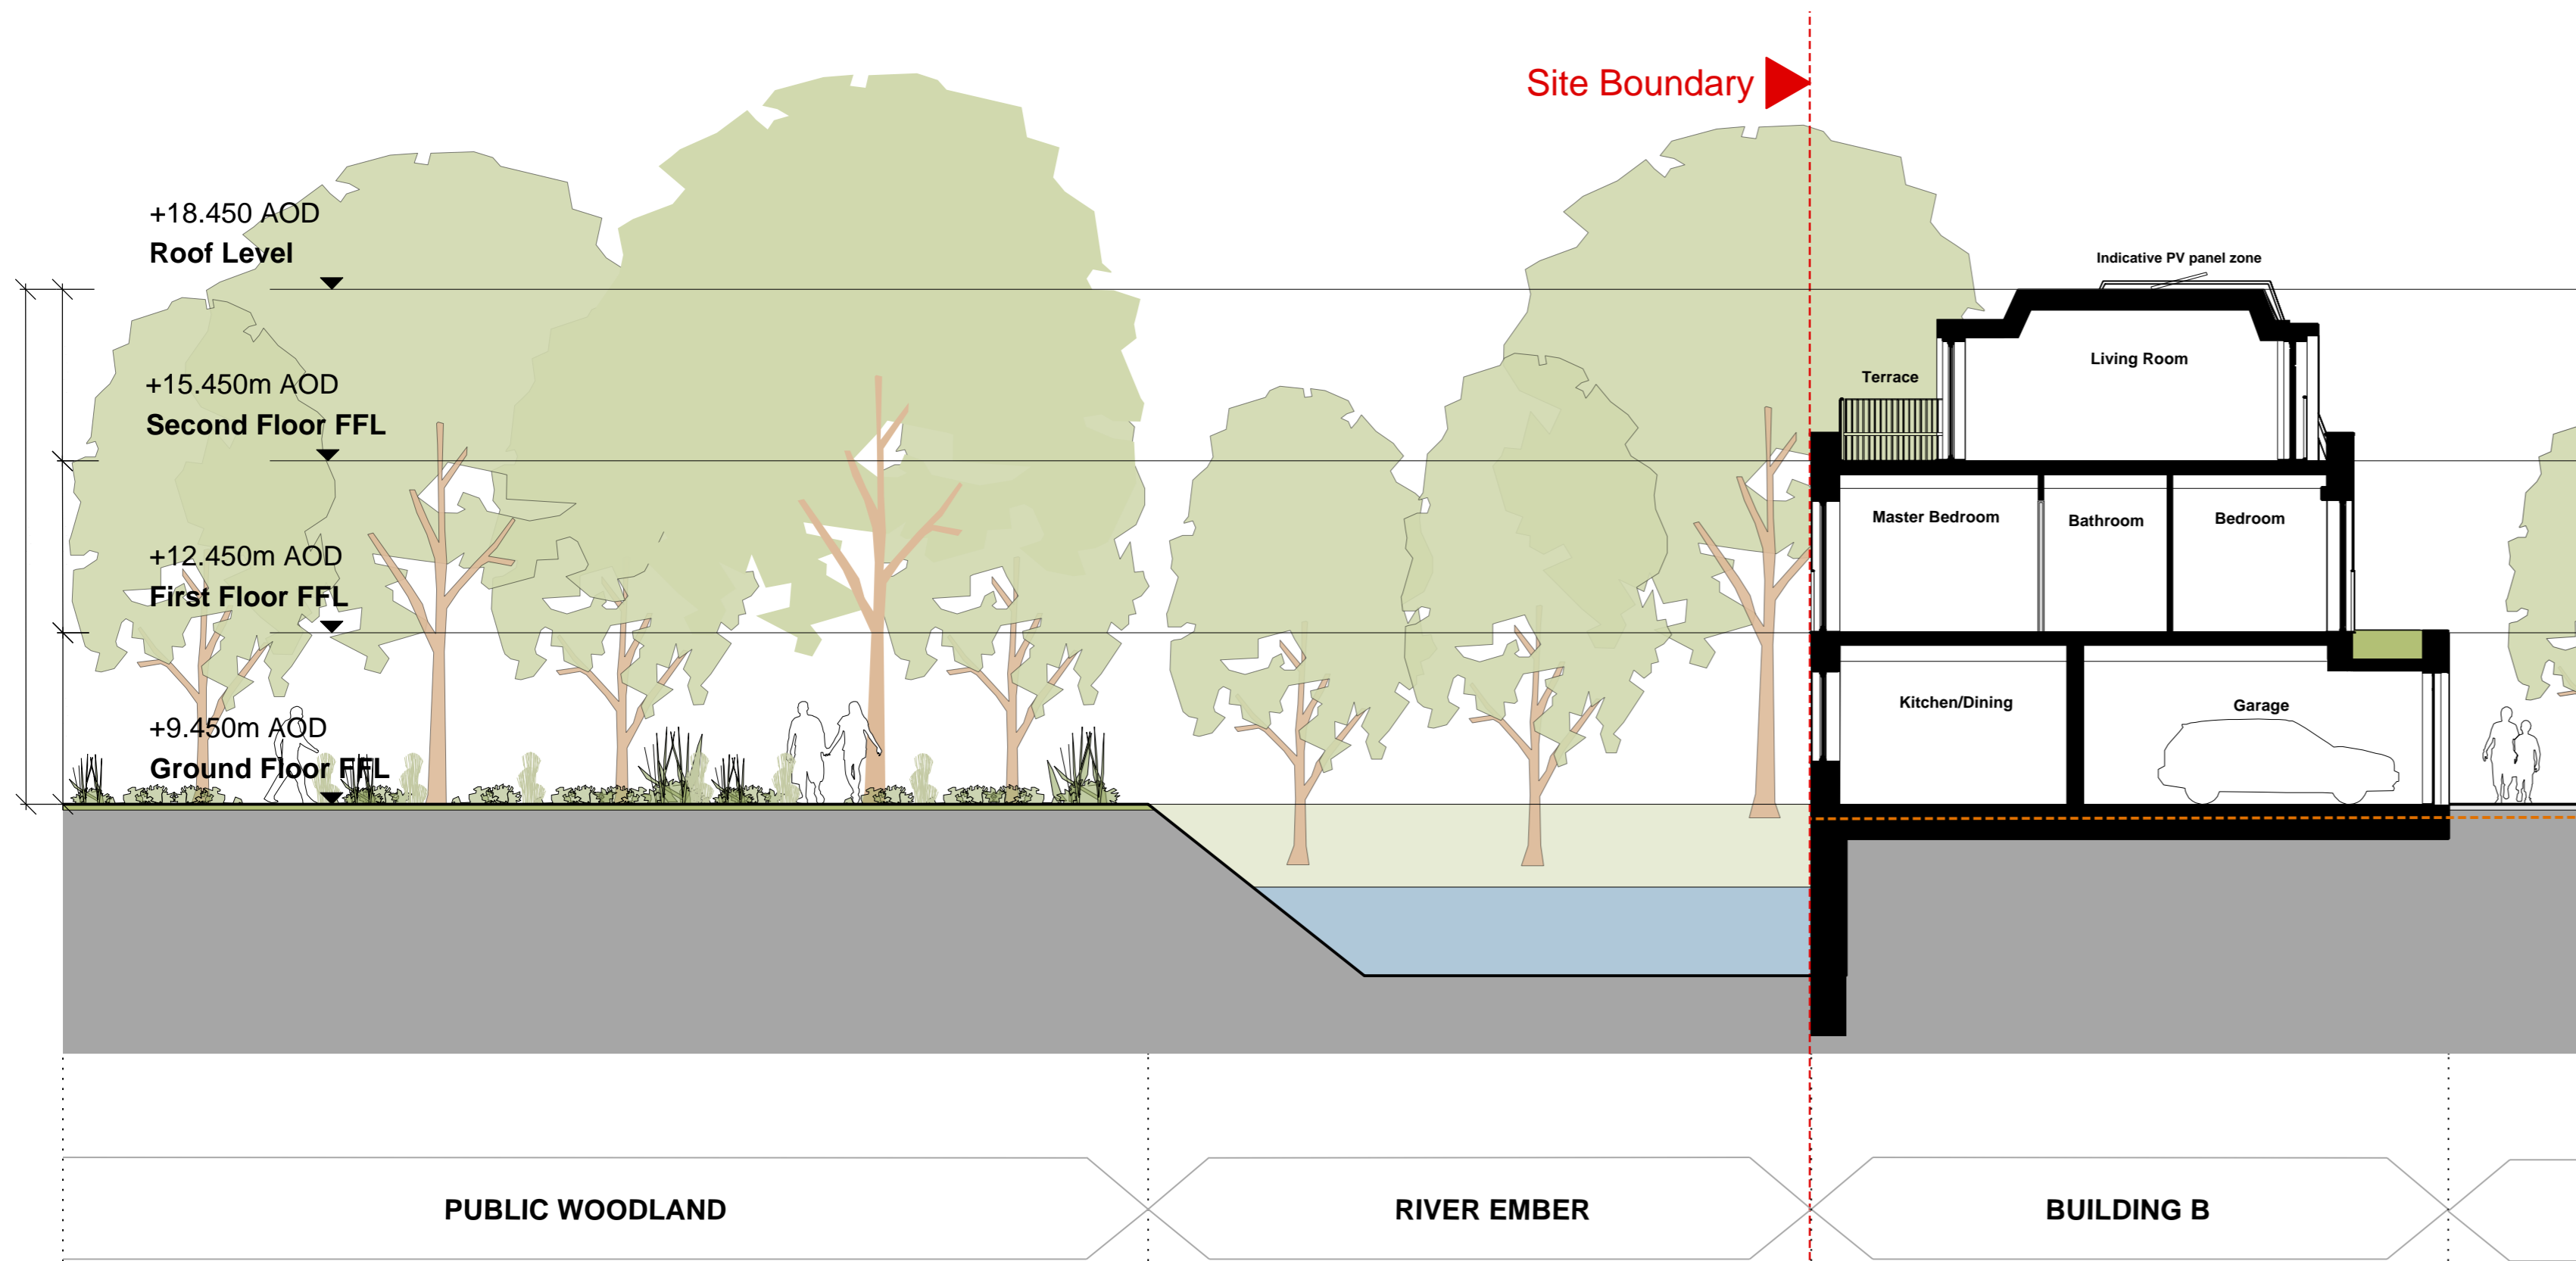 Site Boundary
+18.450 AOD
Roof Level
Indicative PV panel zone
Living Room
+15.450m AOD
Second Floor FFL
Terrace
Master Bedroom
Bathroom
Bedroom
+12.450m AOD
First Floor FFL
Kitchen/Dining
Garage
+9.450m AOD
Ground Floor FFL
PUBLIC WOODLAND
RIVER EMBER
BUILDING B